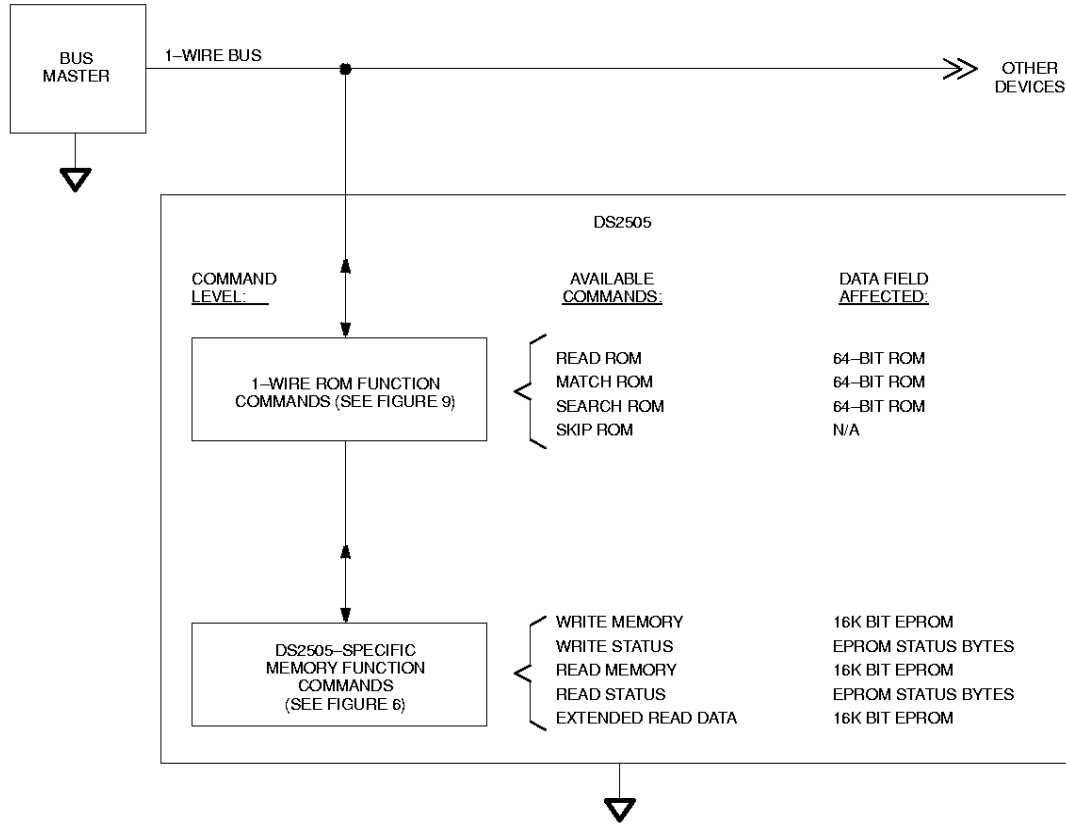 BUS
MASTER
1–WIRE BUS
OTHER
DEVICES
DS2505
COMMAND
LEVEL:
AVAILABLE
COMMANDS:
DATA FIELD
AFFECTED:
1–WIRE ROM FUNCTION
COMMANDS (SEE FIGURE 9)
READ ROM 64–BIT ROM
MATCH ROM 64–BIT ROM
SEARCH ROM 64–BIT ROM
SKIP ROM N/A
DS2505–SPECIFIC
MEMORY FUNCTION
COMMANDS
(SEE FIGURE 6)
WRITE MEMORY 16K BIT EPROM
WRITE STATUS EPROM STATUS BYTES
READ MEMORY 16K BIT EPROM
READ STATUS EPROM STATUS BYTES
EXTENDED READ DATA 16K BIT EPROM